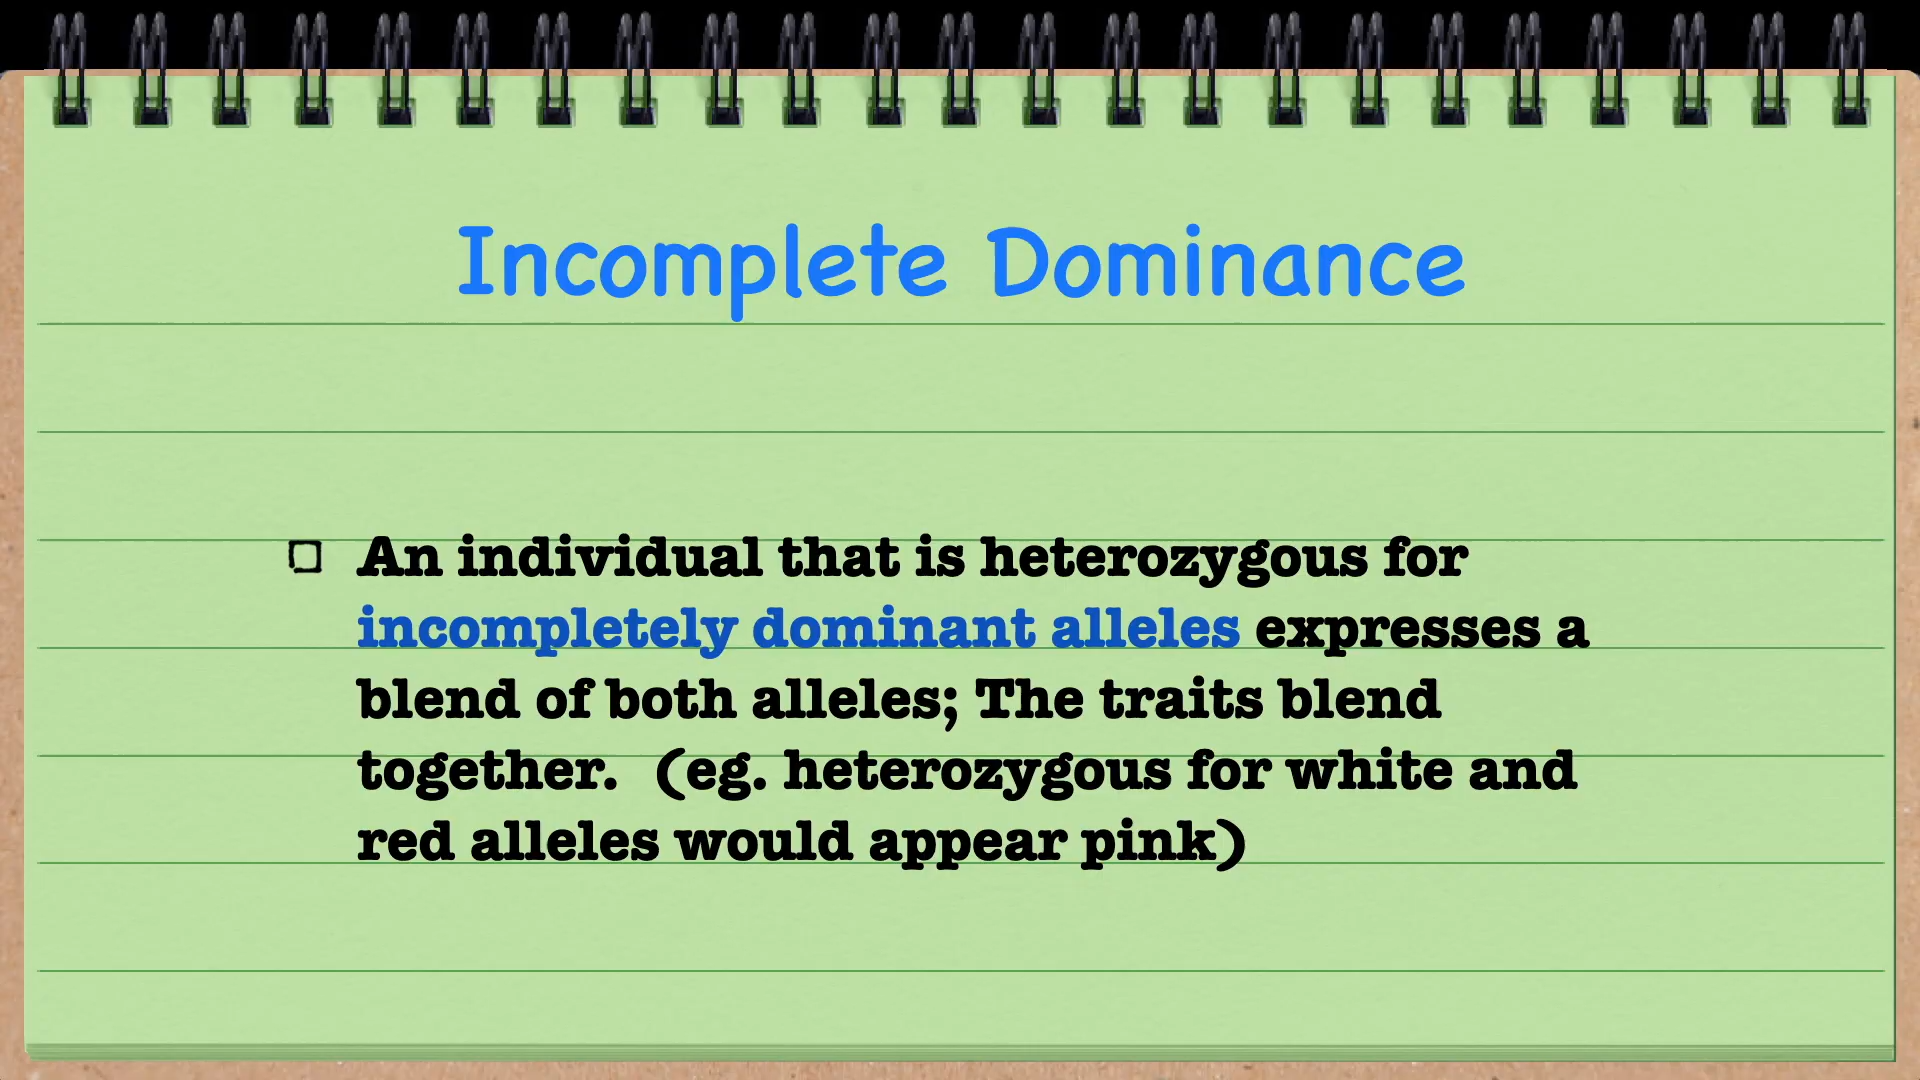 Incomplete Dominance
An individual that is heterozygous for
incompletely dominant alleles expresses a
blend of both alleles; The traits blend
together.  (eg. heterozygous for white and
red alleles would appear pink)